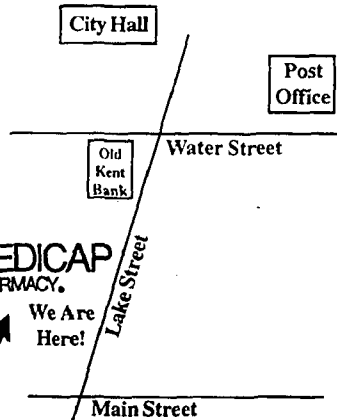 City Hall
Post
Office
Water Street
Old
Kent
Bank
EDICAP
RMACY.
Lake Street
We Are
Here!
Main Street